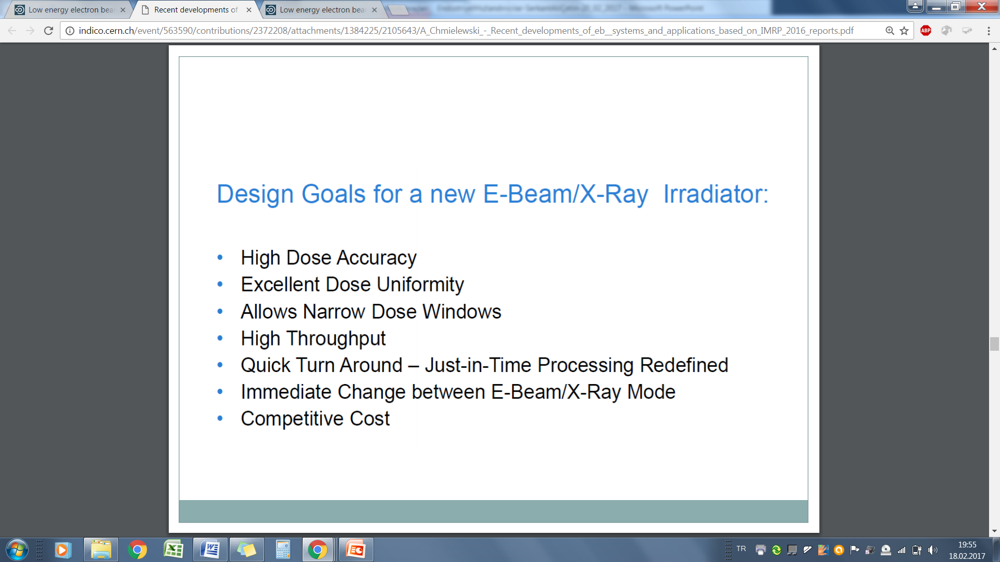 Low energy electron bea
Recent developments of
Low energy electron bea
indico.cern.ch/event/563590/contributions/2372208/attachments/1384225/2105643/A_Chmielewski_-_Recent_developments_of_eb__systems_and_applications_based_on_IMRP_2016_reports.pdf
ABP
Design Goals for a new E-Beam/X-Ray Irradiator:
• High Dose Accuracy
• Excellent Dose Uniformity
• Allows Narrow Dose Windows
• High Throughput
• Quick Turn Around – Just-in-Time Processing Redefined
• Immediate Change between E-Beam/X-Ray Mode
• Competitive Cost
TR
19:55
18.02.2017